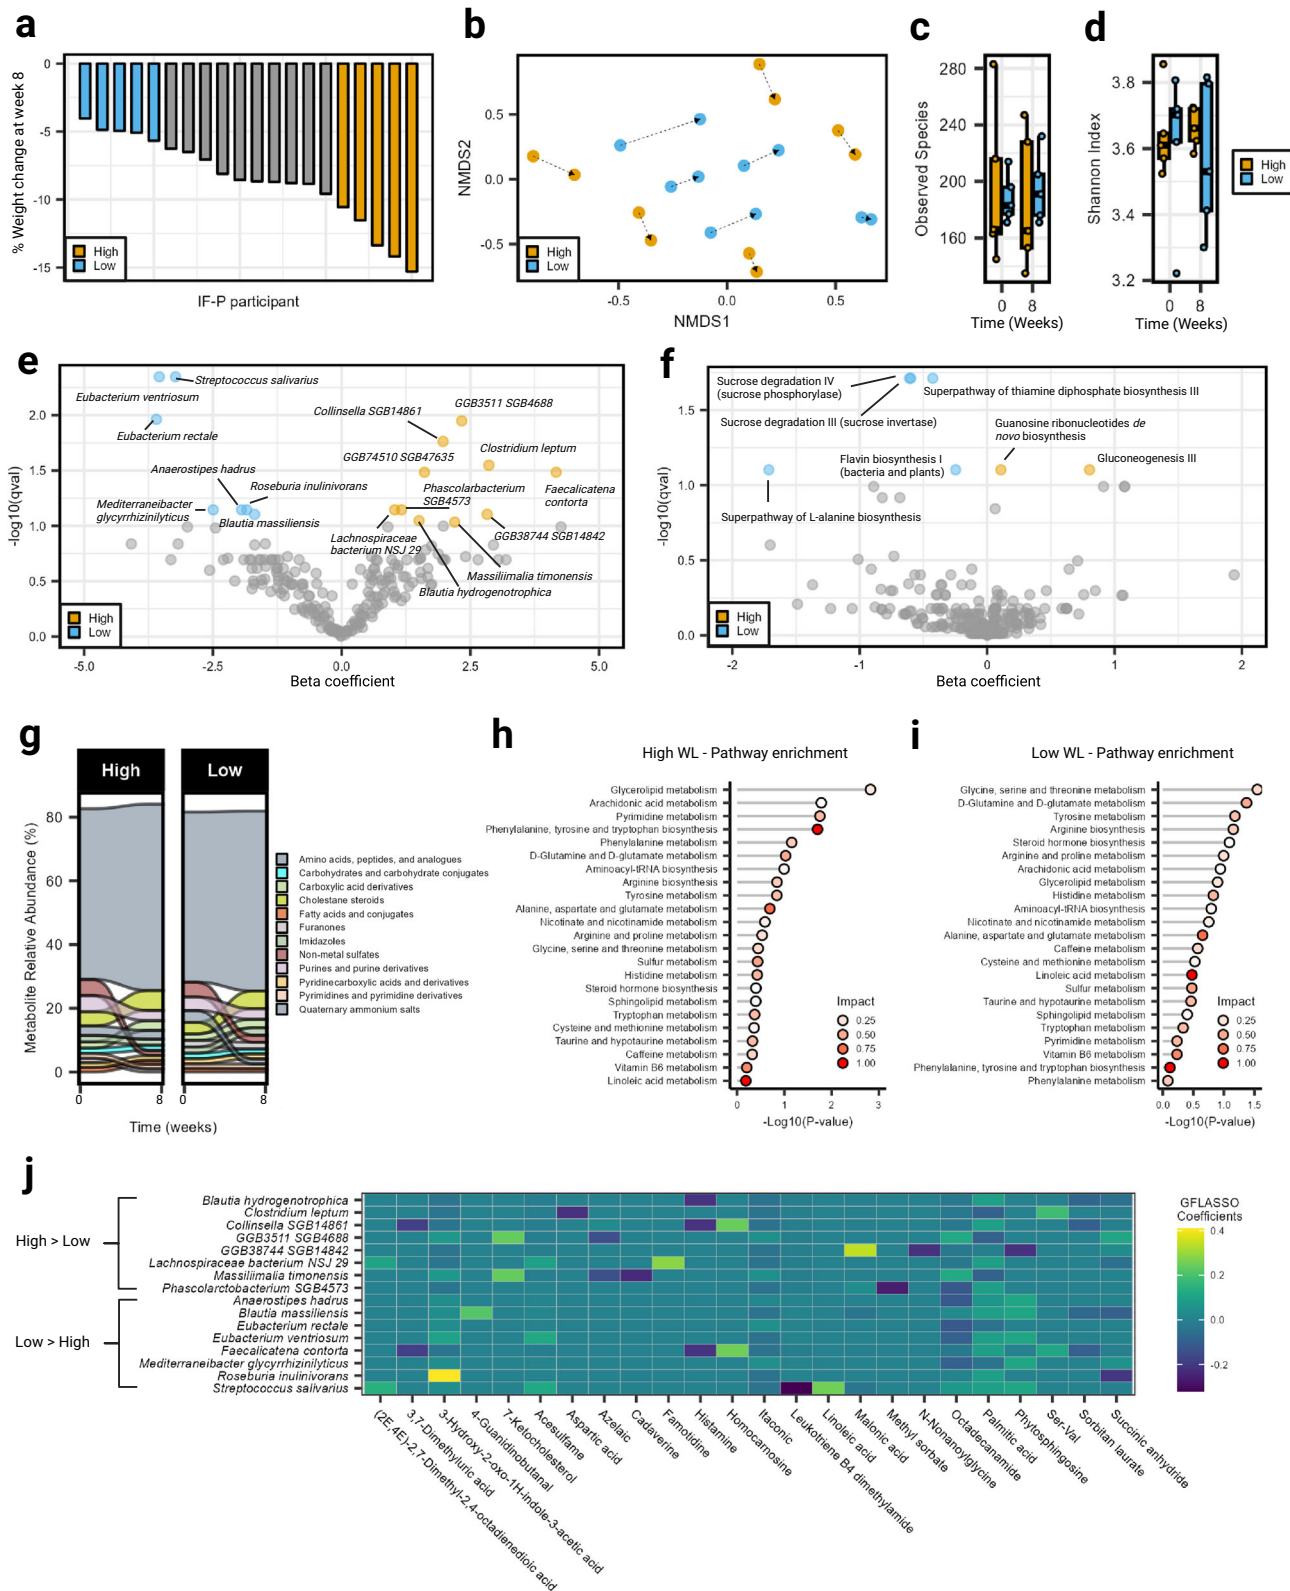 a
% Weight change at week 8
0
-5
-10
-15
High
Low
IF-P participant
b
NMDS2
0.5
0.0
-0.5
High
Low
-0.5
0.0
0.5
NMDS1
c
Observed Species
280
240
200
160
0
8
Time (Weeks)
d
Shannon Index
3.8
3.6
3.4
3.2
0
8
Time (Weeks)
High
Low
e
-log10(qval)
2.0
1.5
1.0
0.5
0.0
Streptococcus salivarius
Eubacterium ventriosum
Eubacterium rectale
Collinsella SGB14861
GGB3511 SGB4688
Clostridium leptum
GGB74510 SGB47635
Anaerostipes hadrus
Roseburia inulinivorans
Phascolarbacterium
SGB4573
Faecalicatena
contorta
Mediterraneibacter
glycyrrhizinilyticus
Blautia massiliensis
Lachnospiraceae
bacterium NSJ 29
GGB38744 SGB14842
Massiliimalia timonensis
Blautia hydrogenotrophica
High
Low
-5.0
-2.5
0.0
2.5
5.0
Beta coefficient
f
-log10(qval)
1.5
1.0
0.5
0.0
Sucrose degradation IV
(sucrose phosphorylase)
Superpathway of thiamine diphosphate biosynthesis III
Sucrose degradation III (sucrose invertase)
Guanosine ribonucleotides de
novo biosynthesis
Flavin biosynthesis I
(bacteria and plants)
Gluconeogenesis III
Superpathway of L-alanine biosynthesis
High
Low
-2
-1
0
1
2
Beta coefficient
g
High
Low
Metabolite Relative Abundance (%)
80
60
40
20
0
0
8
0
8
Time (weeks)
Amino acids, peptides, and analogues
Carbohydrates and carbohydrate conjugates
Carboxylic acid derivatives
Cholestane steroids
Fatty acids and conjugates
Furanones
Imidazoles
Non-metal sulfates
Purines and purine derivatives
Pyridinecarboxylic acids and derivatives
Pyrimidines and pyrimidine derivatives
Quaternary ammonium salts
h
High WL - Pathway enrichment
Glycerolipid metabolism
Arachidonic acid metabolism
Pyrimidine metabolism
Phenylalanine, tyrosine and tryptophan biosynthesis
Phenylalanine metabolism
D-Glutamine and D-glutamate metabolism
Aminoacyl-tRNA biosynthesis
Arginine biosynthesis
Tyrosine metabolism
Alanine, aspartate and glutamate metabolism
Nicotinate and nicotinamide metabolism
Arginine and proline metabolism
Glycine, serine and threonine metabolism
Sulfur metabolism
Histidine metabolism
Steroid hormone biosynthesis
Sphingolipid metabolism
Tryptophan metabolism
Cysteine and methionine metabolism
Taurine and hypotaurine metabolism
Caffeine metabolism
Vitamin B6 metabolism
Linoleic acid metabolism
Impact
0.25
0.50
0.75
1.00
0
1
2
3
-Log10(P-value)
i
Low WL - Pathway enrichment
Glycine, serine and threonine metabolism
D-Glutamine and D-glutamate metabolism
Tyrosine metabolism
Arginine biosynthesis
Steroid hormone biosynthesis
Arginine and proline metabolism
Arachidonic acid metabolism
Glycerolipid metabolism
Histidine metabolism
Aminoacyl-tRNA biosynthesis
Nicotinate and nicotinamide metabolism
Alanine, aspartate and glutamate metabolism
Caffeine metabolism
Cysteine and methionine metabolism
Linoleic acid metabolism
Sulfur metabolism
Taurine and hypotaurine metabolism
Sphingolipid metabolism
Tryptophan metabolism
Pyrimidine metabolism
Vitamin B6 metabolism
Phenylalanine, tyrosine and tryptophan biosynthesis
Phenylalanine metabolism
Impact
0.25
0.50
0.75
1.00
0.0
0.5
1.0
1.5
-Log10(P-value)
j
High > Low
Low > High
Blautia hydrogenotrophica
Clostridium leptum
Collinsella SGB14861
GGB3511 SGB4688
GGB38744 SGB14842
Lachnospiraceae bacterium NSJ 29
Massiliimalia timonensis
Phascolarctobacterium SGB4573
Anaerostipes hadrus
Blautia massiliensis
Eubacterium rectale
Eubacterium ventriosum
Faecalicatena contorta
Mediterraneibacter glycyrrhizinilyticus
Roseburia inulinivorans
Streptococcus salivarius
(2E,4E)-2,7-Dimethyl-2,4-octadienedioic acid
3,7-Dimethyluric acid
3-Hydroxy-2-oxo-1H-indole-3-acetic acid
4-Guanidinobutanal
7-Ketocholesterol
Acesulfame
Aspartic acid
Azelaic
Cadaverine
Famotidine
Histamine
Homocarnosine
Itaconic
Leukotriene B4 dimethylamide
Linoleic acid
Malonic acid
Methyl sorbate
N-Nonanoylglycine
Octadecanamide
Palmitic acid
Phytosphingosine
Ser-Val
Sorbitan laurate
Succinic anhydride
GFLASSO
Coefficients
0.4
0.2
0.0
-0.2